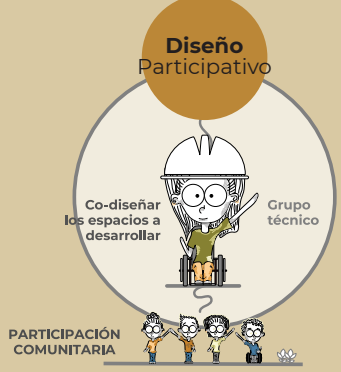 Diseño
Participativo
Co-diseñar
los espacios a
desarrollar
Grupo
técnico
PARTICIPACIÓN
COMUNITARIA